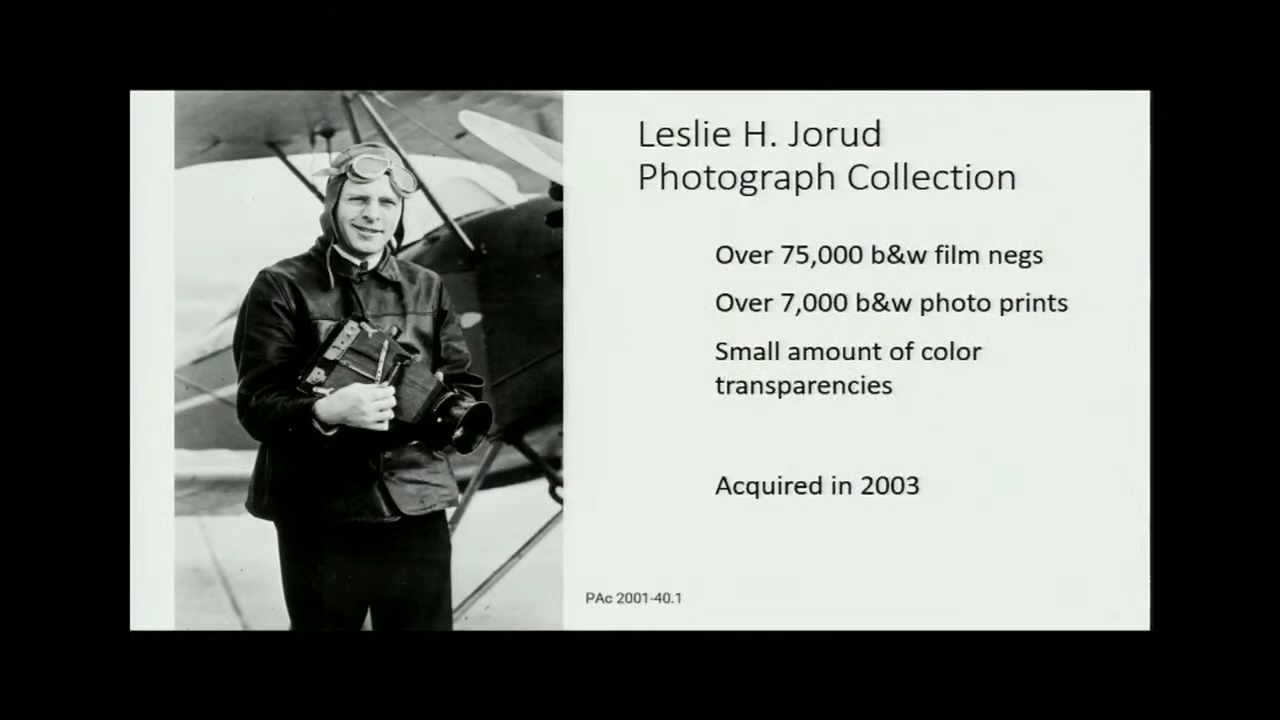 Leslie H. Jorud
Photograph Collection
Over 75,000 b&w film negs
Over 7,000 b&w photo prints
Small amount of color
transparencies
Acquired in 2003
PAc 2001-40.1